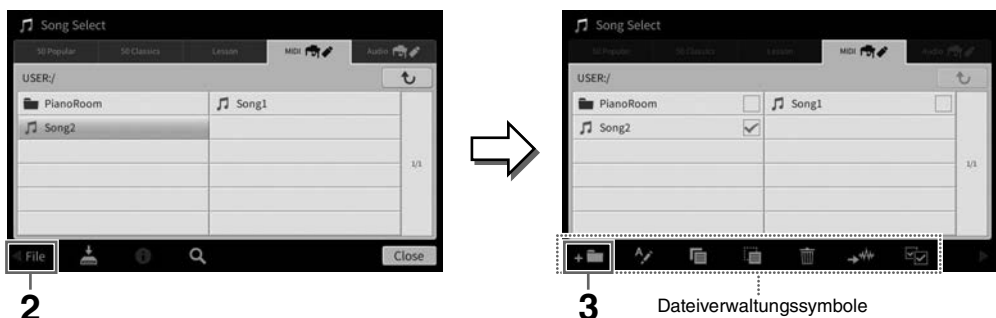 Song Select
50 Popular 50 Classics Lesson MIDI Audio
USER:/
PianoRoom Song1
Song2
1/1
File Close
2
Song Select
50 Popular 50 Classics Lesson MIDI Audio
USER:/
PianoRoom Song1
Song2
1/1
3
Dateiverwaltungssymbole